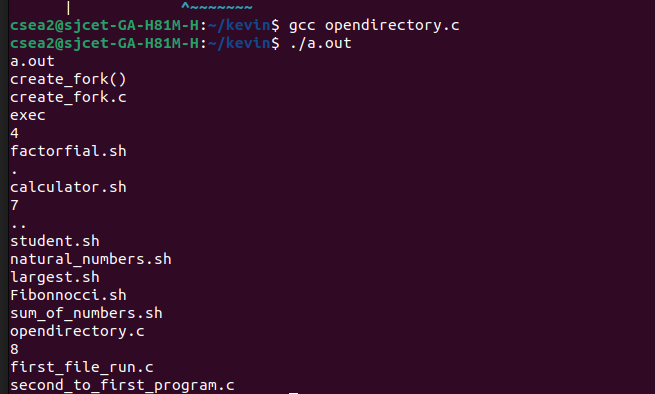 |             ^~~~~~~~
csea2@sjcet-GA-H81M-H:~/kevin$ gcc opendirectory.c
csea2@sjcet-GA-H81M-H:~/kevin$ ./a.out
a.out
create_fork()
create_fork.c
exec
4
factorfial.sh
.
calculator.sh
7
..
student.sh
natural_numbers.sh
largest.sh
Fibonnocci.sh
sum_of_numbers.sh
opendirectory.c
8
first_file_run.c
second_to_first_program.c